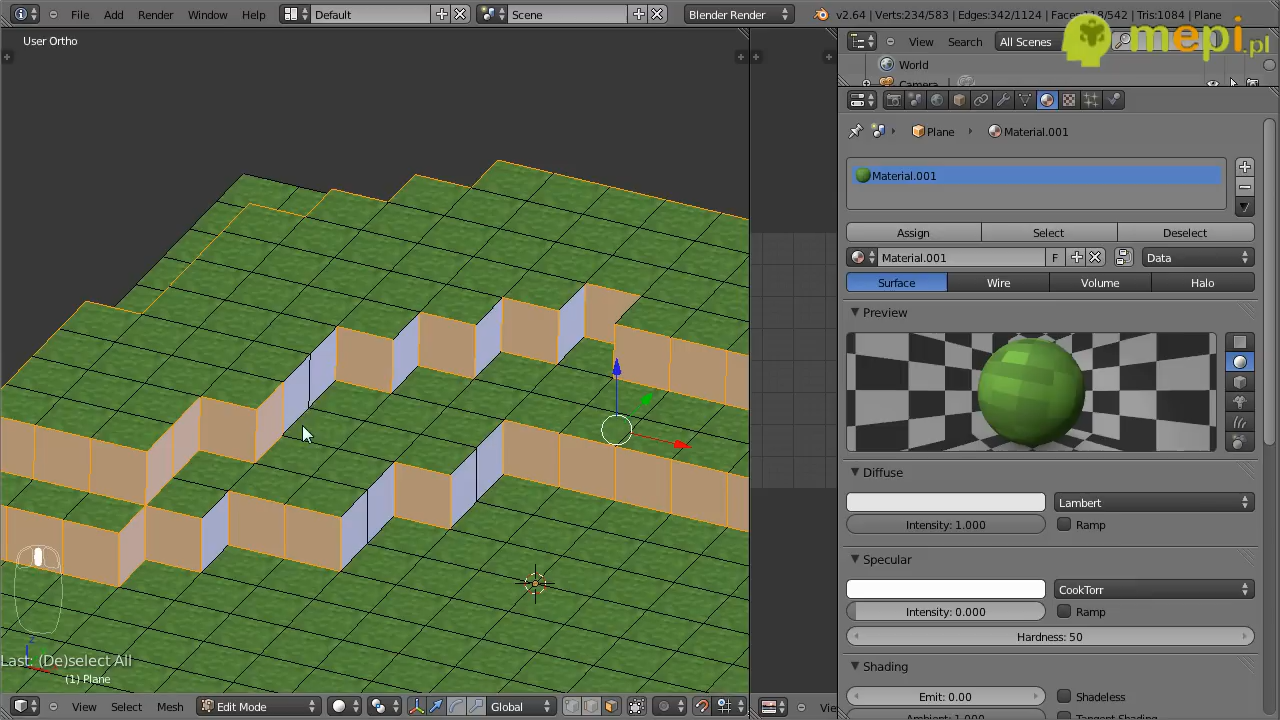 File Add Render Window Help Default Scene Blender Render v2.64 | Verts:234/583 | Edges:342/1124 | Tris:1084 | Plane
mepi.pl
User Ortho
View Search All Scenes
World
Camera
Plane Material.001
Material.001
Assign Select Deselect
Material.001 F Data
Surface Wire Volume Halo
Preview
Diffuse
Lambert
Intensity: 1.000 Ramp
Specular
CookTorr
Intensity: 0.000 Ramp
Hardness: 50
Shading
Emit: 0.00 Shadeless
Last: (De)select All
(1) Plane
View Select Mesh Edit Mode Global